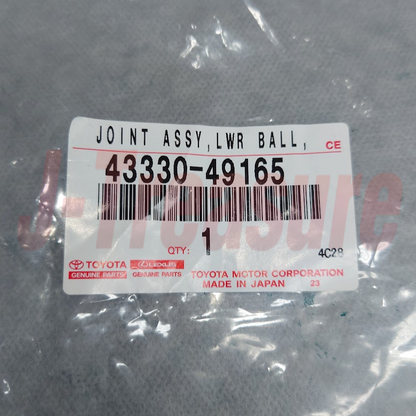 JOINT ASSY,LWR BALL,
CE
43330-49165
QTY: 1
4C28
TOYOTA LEXUS
GENUINE PARTS GENUINE PARTS
TOYOTA MOTOR CORPORATION
MADE IN JAPAN 23
J-Treasure